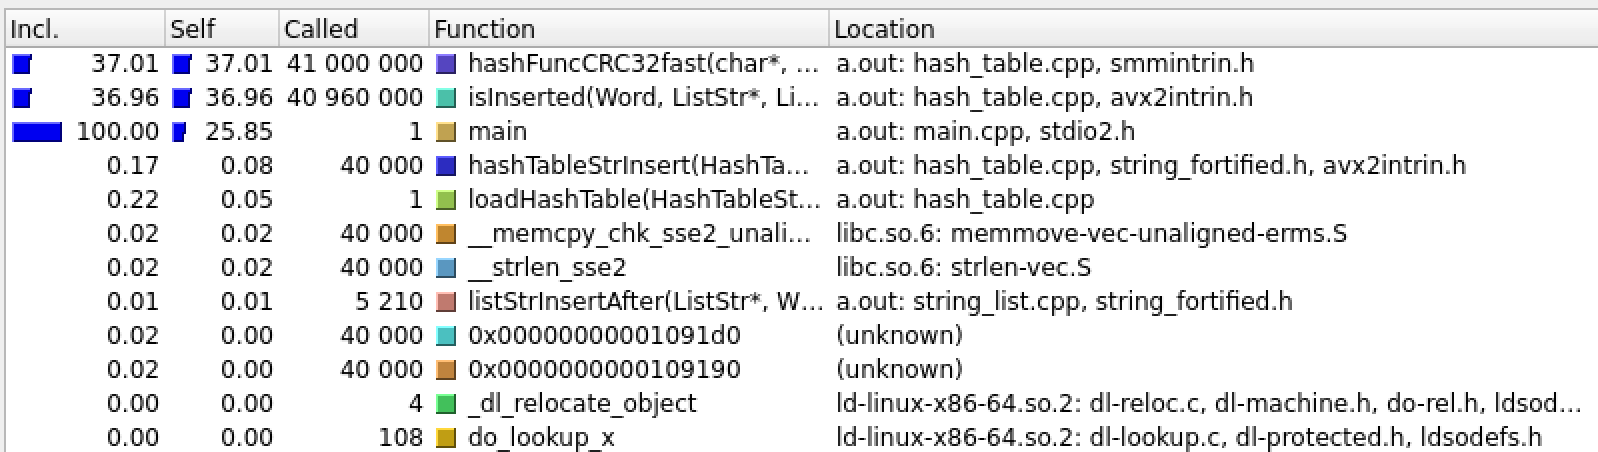 Incl. Self Called Function Location
37.01 37.01 41 000 000 hashFuncCRC32fast(char*, ... a.out: hash_table.cpp, smmintrin.h
36.96 36.96 40 960 000 isInserted(Word, ListStr*, Li... a.out: hash_table.cpp, avx2intrin.h
100.00 25.85 1 main a.out: main.cpp, stdio2.h
0.17 0.08 40 000 hashTableStrInsert(HashTa... a.out: hash_table.cpp, string_fortified.h, avx2intrin.h
0.22 0.05 1 loadHashTable(HashTableSt... a.out: hash_table.cpp
0.02 0.02 40 000 __memcpy_chk_sse2_unali... libc.so.6: memmove-vec-unaligned-erms.S
0.02 0.02 40 000 __strlen_sse2 libc.so.6: strlen-vec.S
0.01 0.01 5 210 listStrInsertAfter(ListStr*, W... a.out: string_list.cpp, string_fortified.h
0.02 0.00 40 000 0x00000000001091d0 (unknown)
0.02 0.00 40 000 0x0000000000109190 (unknown)
0.00 0.00 4 _dl_relocate_object ld-linux-x86-64.so.2: dl-reloc.c, dl-machine.h, do-rel.h, ldsod...
0.00 0.00 108 do_lookup_x ld-linux-x86-64.so.2: dl-lookup.c, dl-protected.h, ldsodefs.h